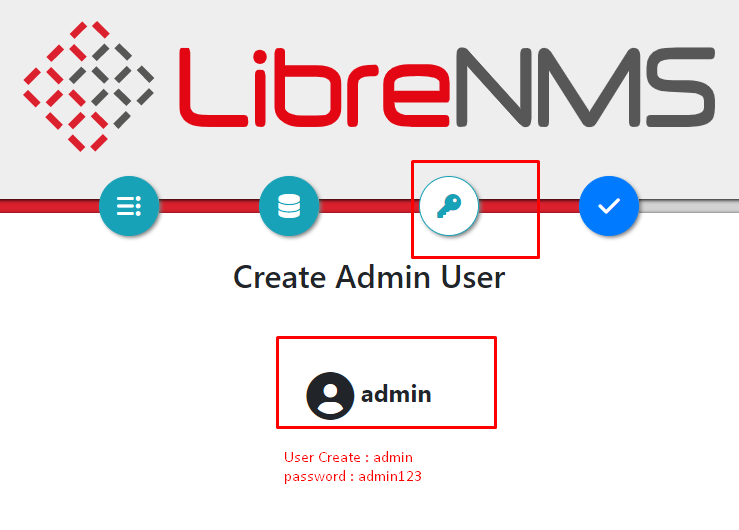 LibreNMS
Create Admin User
admin
User Create : admin
password : admin123